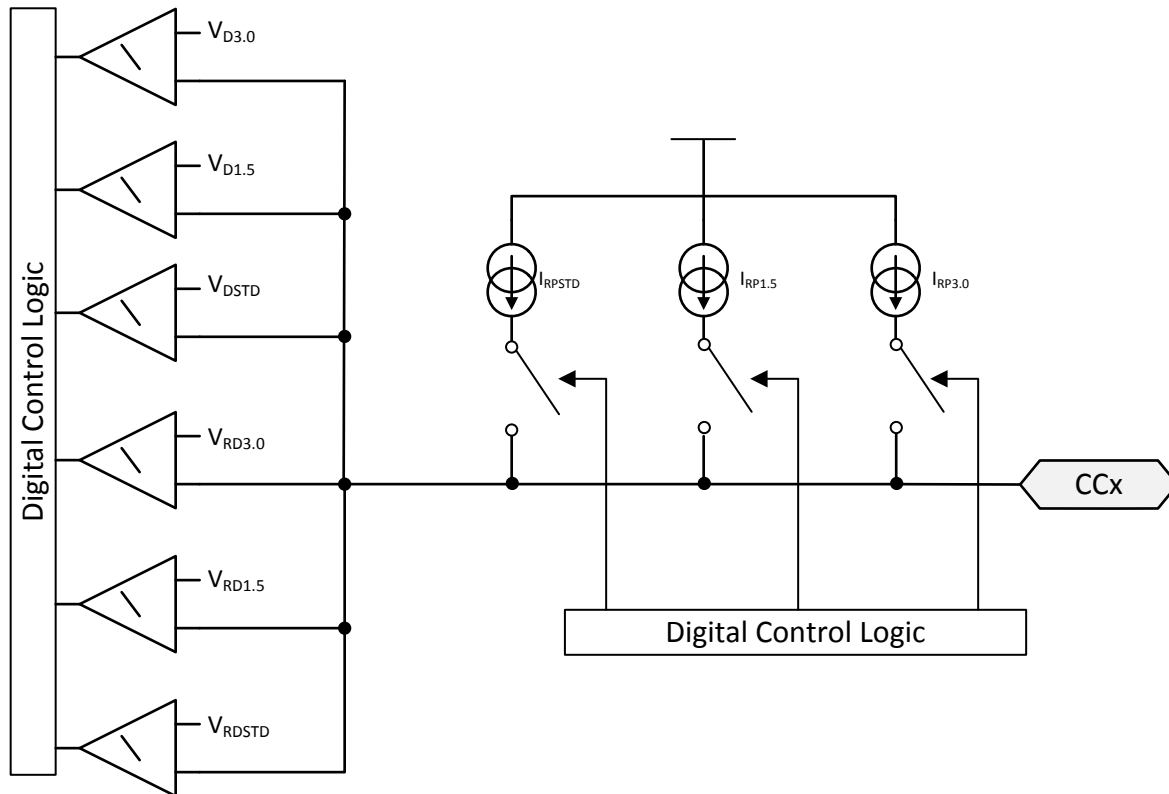 V_D3.0
V_D1.5
V_DSTD
V_RD3.0
V_RD1.5
V_RDSTD
Digital Control Logic
I_RPSTD
I_RP1.5
I_RP3.0
CCx
Digital Control Logic